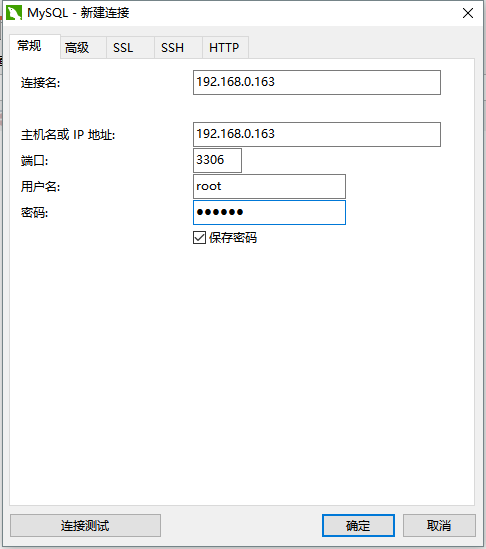 MySQL - 新建连接
常规 高级 SSL SSH HTTP
连接名: 192.168.0.163
主机名或 IP 地址: 192.168.0.163
端口: 3306
用户名: root
密码: ●●●●●●
保存密码
连接测试 确定 取消